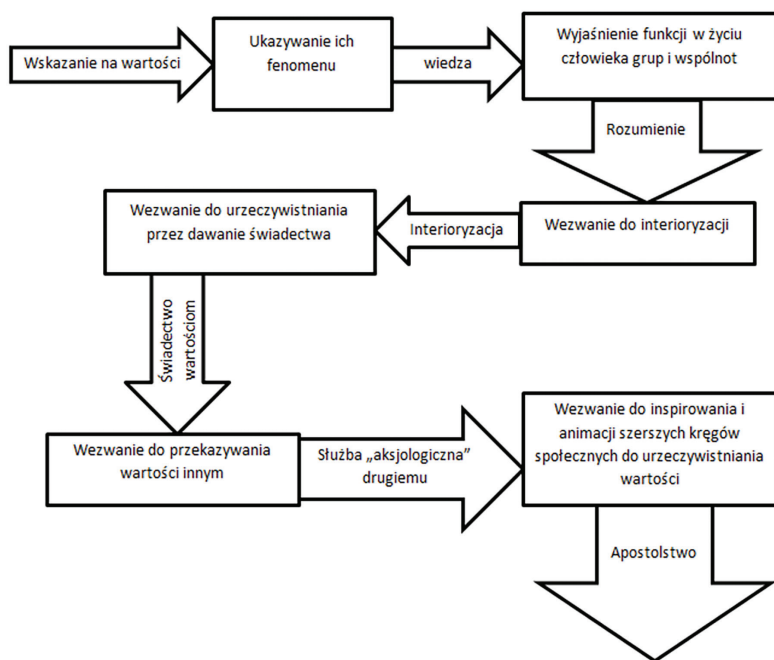 Wskazanie na wartości
Ukazywanie ich
fenomenu
wiedza
Wyjaśnienie funkcji w życiu
człowieka grup i wspólnot
Rozumienie
Wezwanie do interioryzacji
Interioryzacja
Wezwanie do urzeczywistniania
przez dawanie świadectwa
Świadectwo
wartościom
Wezwanie do przekazywania
wartości innym
Służba „aksjologiczna”
drugiemu
Wezwanie do inspirowania i
animacji szerszych kręgów
społecznych do urzeczywistniania
wartości
Apostolstwo